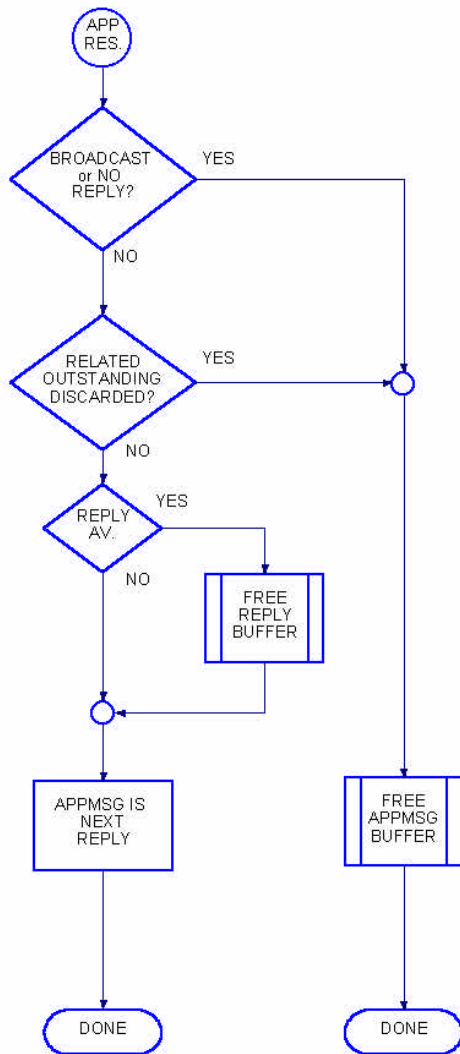 APP
RES.
BROADCAST
or NO
REPLY?
YES
NO
RELATED
OUTSTANDING
DISCARDED?
YES
NO
REPLY
AV.
YES
NO
FREE
REPLY
BUFFER
APPMSG IS
NEXT
REPLY
FREE
APPMSG
BUFFER
DONE
DONE